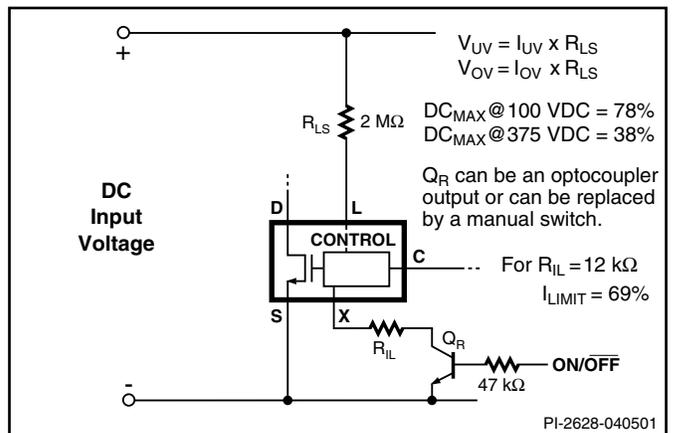 +
V_UV = I_UV x R_LS
V_OV = I_OV x R_LS
R_LS 2 MΩ
DC_MAX@100 VDC = 78%
DC_MAX@375 VDC = 38%
Q_R can be an optocoupler
output or can be replaced
by a manual switch.
DC
Input
Voltage
D
L
CONTROL
C
For R_IL = 12 kΩ
I_LIMIT = 69%
S
X
R_IL
Q_R
47 kΩ
ON/O̅F̅F̅
-
PI-2628-040501